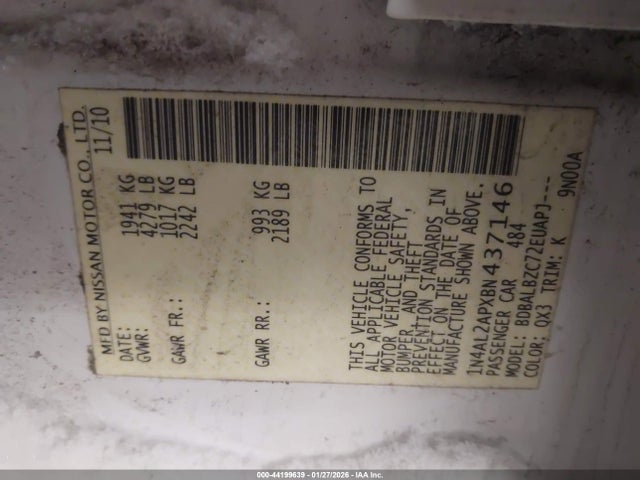 MFD BY NISSAN MOTOR CO., LTD.
DATE: 11/10
GVWR: 1941 KG
4279 LB
GAWR FR.: 1017 KG
2242 LB
GAWR RR.: 993 KG
2189 LB
THIS VEHICLE CONFORMS TO
ALL APPLICABLE FEDERAL
MOTOR VEHICLE SAFETY,
BUMPER, AND THEFT
PREVENTION STANDARDS IN
EFFECT ON THE DATE OF
MANUFACTURE SHOWN ABOVE.
1N4AL2APXBN437146
PASSENGER CAR 484
MODEL: BDBALBZC72EUAPJ---
COLOR: QX3 TRIM: K 9N00A
000-44199639 - 01/27/2026 - IAA Inc.